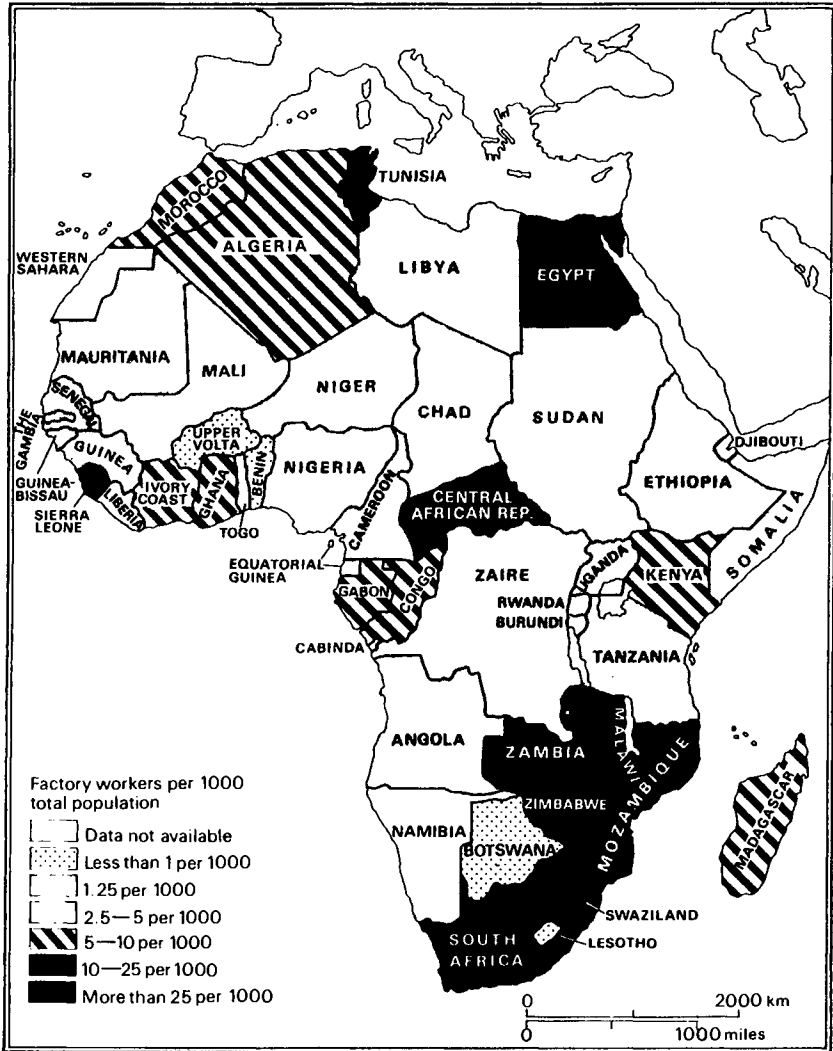 TUNISIA
MOROCCO
ALGERIA
WESTERN
SAHARA
LIBYA
EGYPT
MAURITANIA
MALI
NIGER
CHAD
SUDAN
SENEGAL
THE
GAMBIA
GUINEA-
BISSAU
GUINEA
SIERRA
LEONE
LIBERIA
IVORY
COAST
UPPER
VOLTA
GHANA
TOGO
BENIN
NIGERIA
CAMEROON
CENTRAL
AFRICAN REP.
DJIBOUTI
ETHIOPIA
SOMALIA
EQUATORIAL
GUINEA
GABON
CONGO
ZAIRE
UGANDA
KENYA
RWANDA
BURUNDI
CABINDA
TANZANIA
ANGOLA
ZAMBIA
MALAWI
MOZAMBIQUE
ZIMBABWE
NAMIBIA
BOTSWANA
MADAGASCAR
SWAZILAND
LESOTHO
SOUTH
AFRICA
Factory workers per 1000
total population
Data not available
Less than 1 per 1000
1.25 per 1000
2.5—5 per 1000
5—10 per 1000
10—25 per 1000
More than 25 per 1000
0 2000 km
0 1000 miles